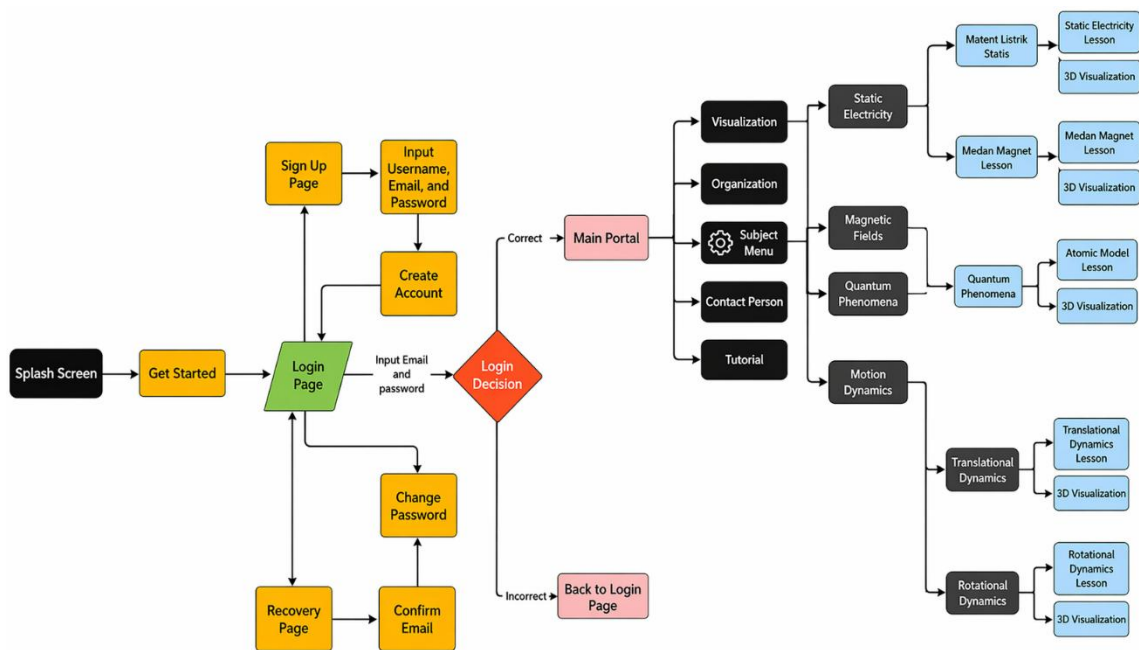 Splash Screen
Get Started
Sign Up
Page
Input
Username,
Email, and
Password
Create
Account
Login
Page
Input Email
and
password
Login
Decision
Change
Password
Recovery
Page
Confirm
Email
Correct
Main Portal
Incorrect
Back to Login
Page
Visualization
Organization
Subject
Menu
Contact Person
Tutorial
Static
Electricity
Magnetic
Fields
Quantum
Phenomena
Motion
Dynamics
Matent Listrik
Statis
Static Electricity
Lesson
3D Visualization
Medan Magnet
Lesson
Medan Magnet
Lesson
3D Visualization
Quantum
Phenomena
Atomic Model
Lesson
3D Visualization
Translational
Dynamics
Translational
Dynamics
Lesson
3D Visualization
Rotational
Dynamics
Rotational
Dynamics
Lesson
3D Visualization